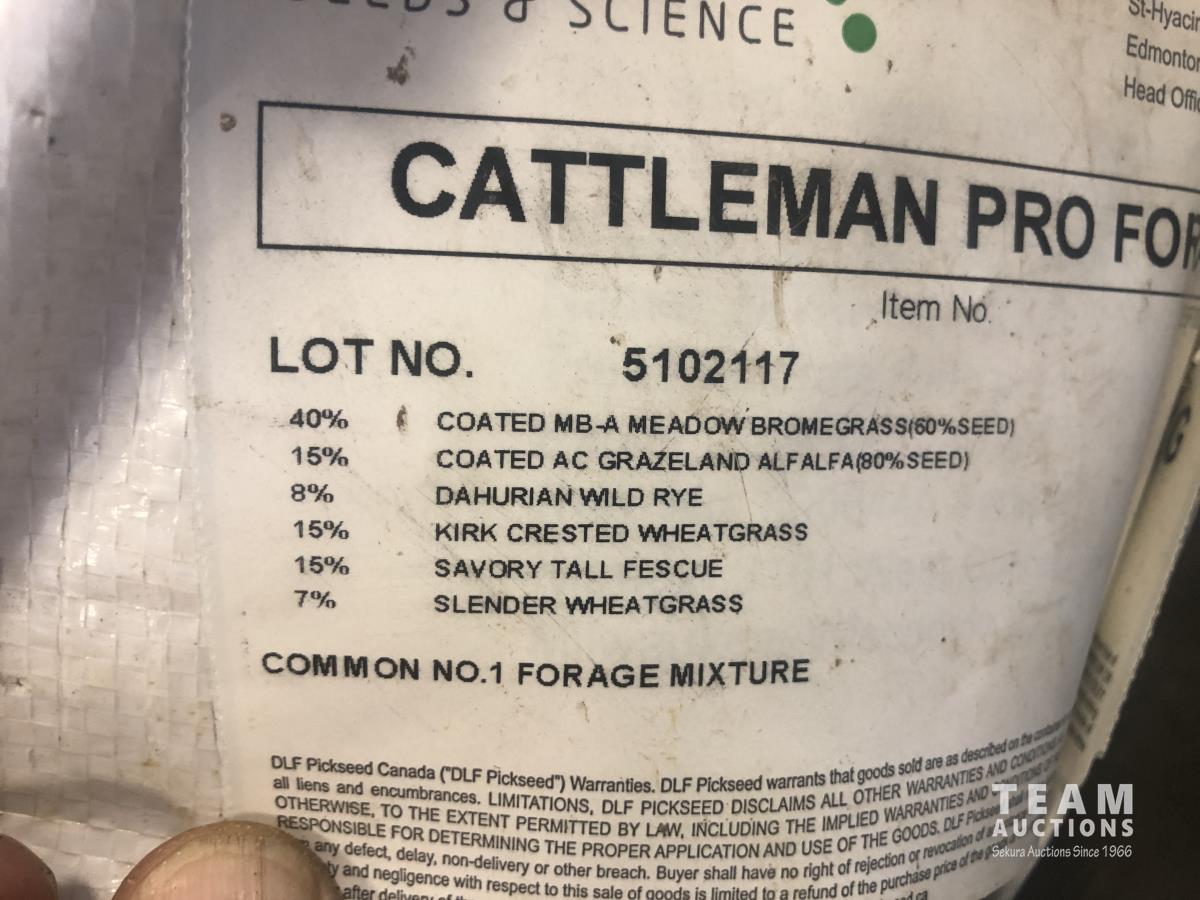 & SCIENCE
Edmonton
Head Offi
CATTLEMAN PRO FOR
Item No.
LOT NO. 5102117
40% COATED MB-A MEADOW BROMEGRASS(60%SEED)
15% COATED AC GRAZELAND ALFALFA(80%SEED)
8% DAHURIAN WILD RYE
15% KIRK CRESTED WHEATGRASS
15% SAVORY TALL FESCUE
7% SLENDER WHEATGRASS
COMMON NO.1 FORAGE MIXTURE
DLF Pickseed Canada ("DLF Pickseed") Warranties. DLF Pickseed warrants that goods sold are as described on the
all liens and encumbrances. LIMITATIONS, DLF PICKSEED DISCLAIMS ALL OTHER WARRANTIES AND
OTHERWISE, TO THE EXTENT PERMITTED BY LAW, INCLUDING THE IMPLIED WARRANTIES AND
RESPONSIBLE FOR DETERMINING THE PROPER APPLICATION AND USE OF THE GOODS. DLF
any defect, delay, non-delivery or other breach. Buyer shall have no right of rejection or revocation of
and negligence with respect to this sale of goods is limited to a refund of the purchase price of the
after delivery of
TEAM
AUCTIONS
Sekura Auctions Since 1966